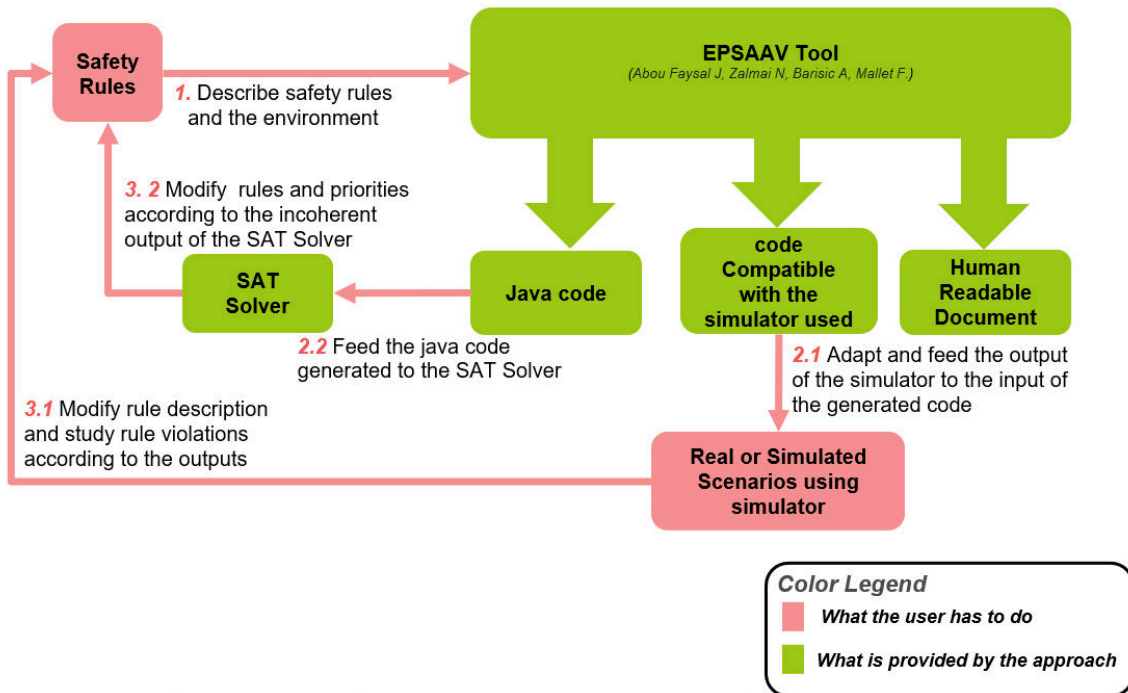 Safety
Rules
EPSAAV Tool
(Abou Faysal J, Zalmai N, Barisic A, Mallet F.)
1. Describe safety rules
and the environment
3. 2 Modify rules and priorities
according to the incoherent
output of the SAT Solver
SAT
Solver
Java code
code
Compatible
with the
simulator used
Human
Readable
Document
2.2 Feed the java code
generated to the SAT Solver
2.1 Adapt and feed the output
of the simulator to the input of
the generated code
3.1 Modify rule description
and study rule violations
according to the outputs
Real or Simulated
Scenarios using
simulator
Color Legend
What the user has to do
What is provided by the approach